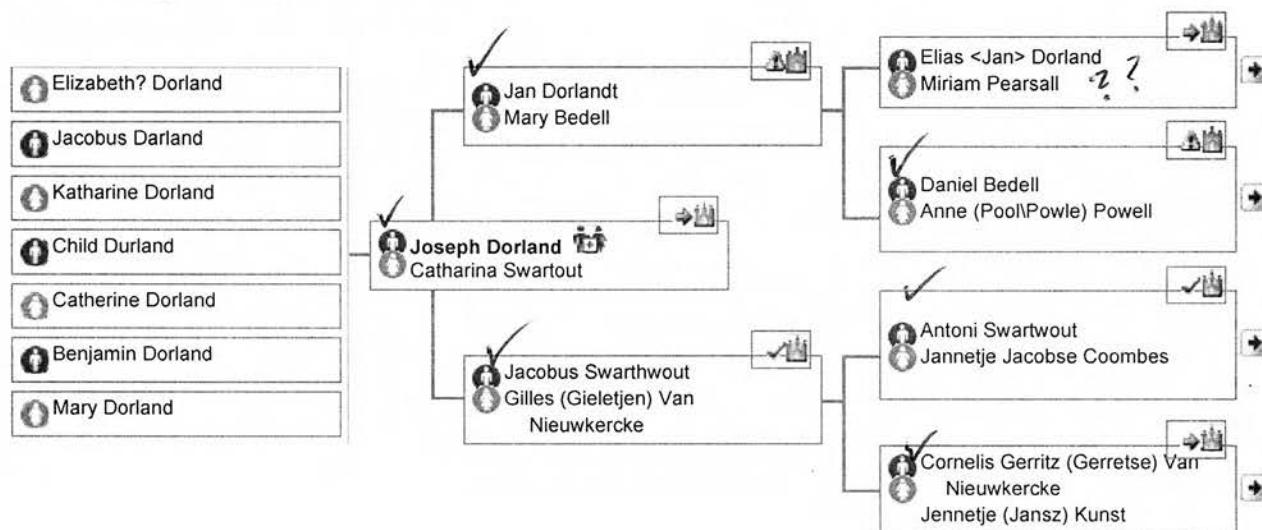 Elizabeth? Dorland
Jacobus Darland
Katharine Dorland
Child Durland
Catherine Dorland
Benjamin Dorland
Mary Dorland
Joseph Dorland
Catharina Swartout
Jan Dorlandt
Mary Bedell
Jacobus Swarthwout
Gilles (Gieletjen) Van
Nieuwkercke
Elias <Jan> Dorland
Miriam Pearsall ? ?
Daniel Bedell
Anne (Pool\Powle) Powell
Antoni Swartwout
Jannetje Jacobse Coombes
Cornelis Gerritz (Gerretse) Van
Nieuwkercke
Jennetje (Jansz) Kunst